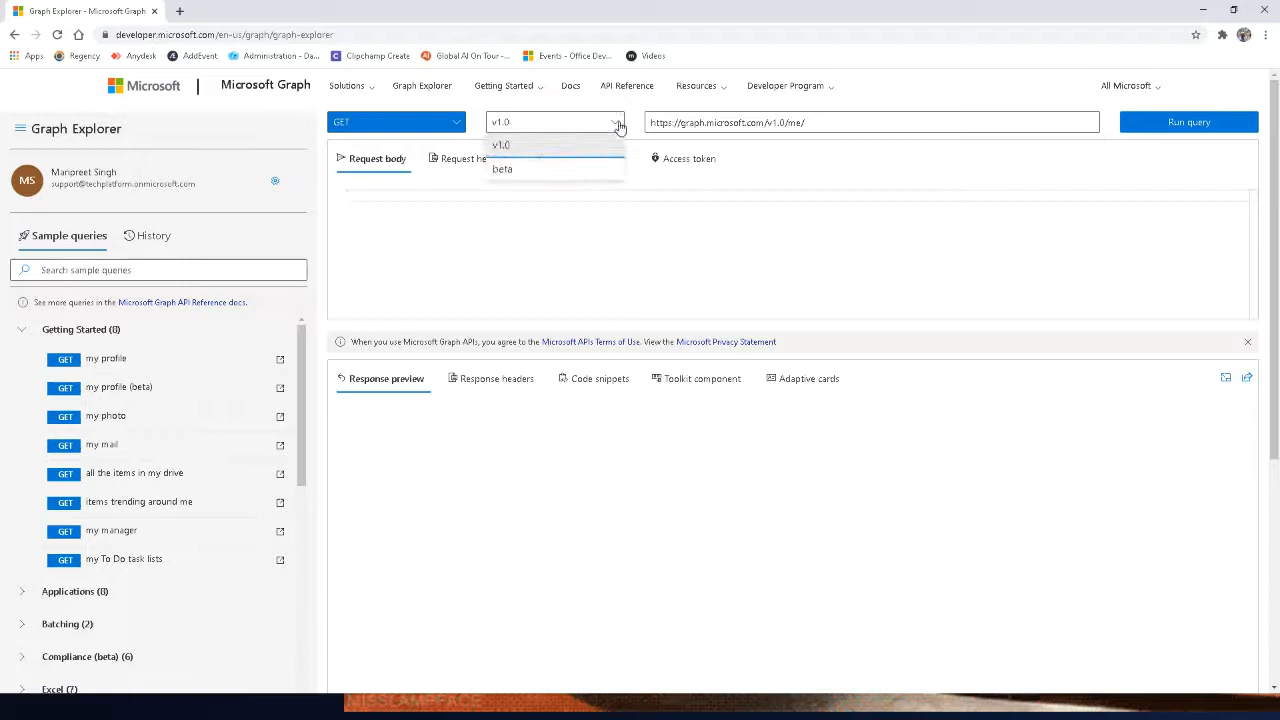 Graph Explorer - Microsoft Graph
developer.microsoft.com/en-us/graph/graph-explorer
Apps
Regency
Anydesk
AddEvent
Administration - Da...
Clipchamp Create
Global AI On Tour -...
Events - Office Dev...
Videos
Microsoft
Microsoft Graph
Solutions
Graph Explorer
Getting Started
Docs
API Reference
Resources
Developer Program
All Microsoft
Graph Explorer
GET
v1.0
https://graph.microsoft.com/v1.0/me/
Run query
v1.0
beta
Request body
Request he
Access token
MS
Manpreet Singh
support@techplatform.onmicrosoft.com
Sample queries
History
Search sample queries
See more queries in the Microsoft Graph API Reference docs.
Getting Started (8)
GET my profile
GET my profile (beta)
GET my photo
GET my mail
GET all the items in my drive
GET items trending around me
GET my manager
GET my To Do task lists
Applications (8)
Batching (2)
Compliance (beta) (6)
Excel (7)
When you use Microsoft Graph APIs, you agree to the Microsoft APIs Terms of Use. View the Microsoft Privacy Statement
Response preview
Response headers
Code snippets
Toolkit component
Adaptive cards
MISSLAMPFACE